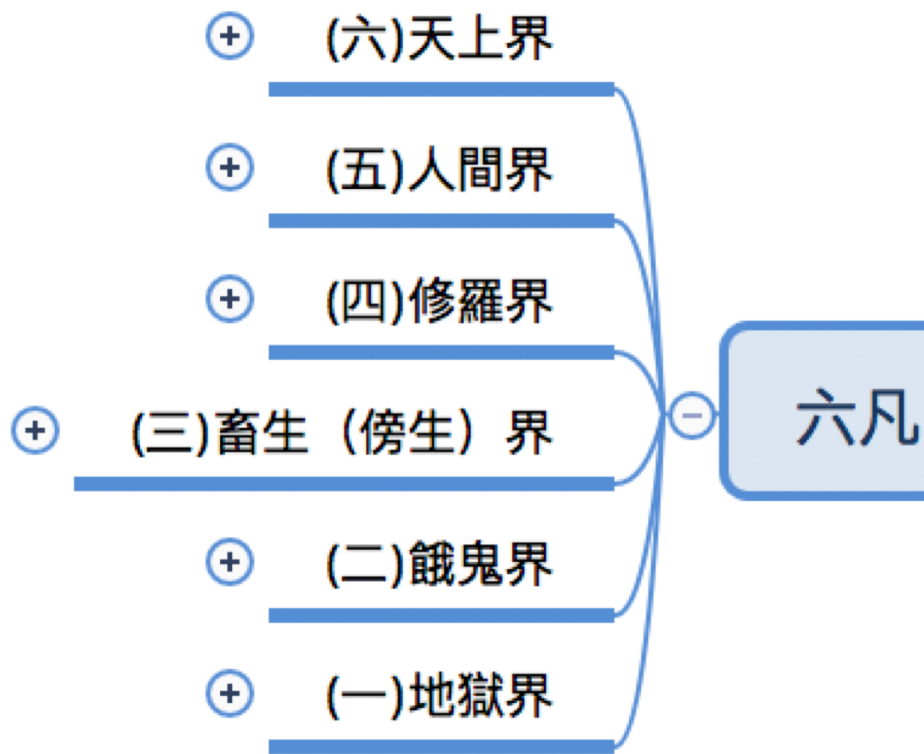 (六)天上界
(五)人間界
(四)修羅界
(三)畜生（傍生）界
(二)餓鬼界
(一)地獄界
六凡